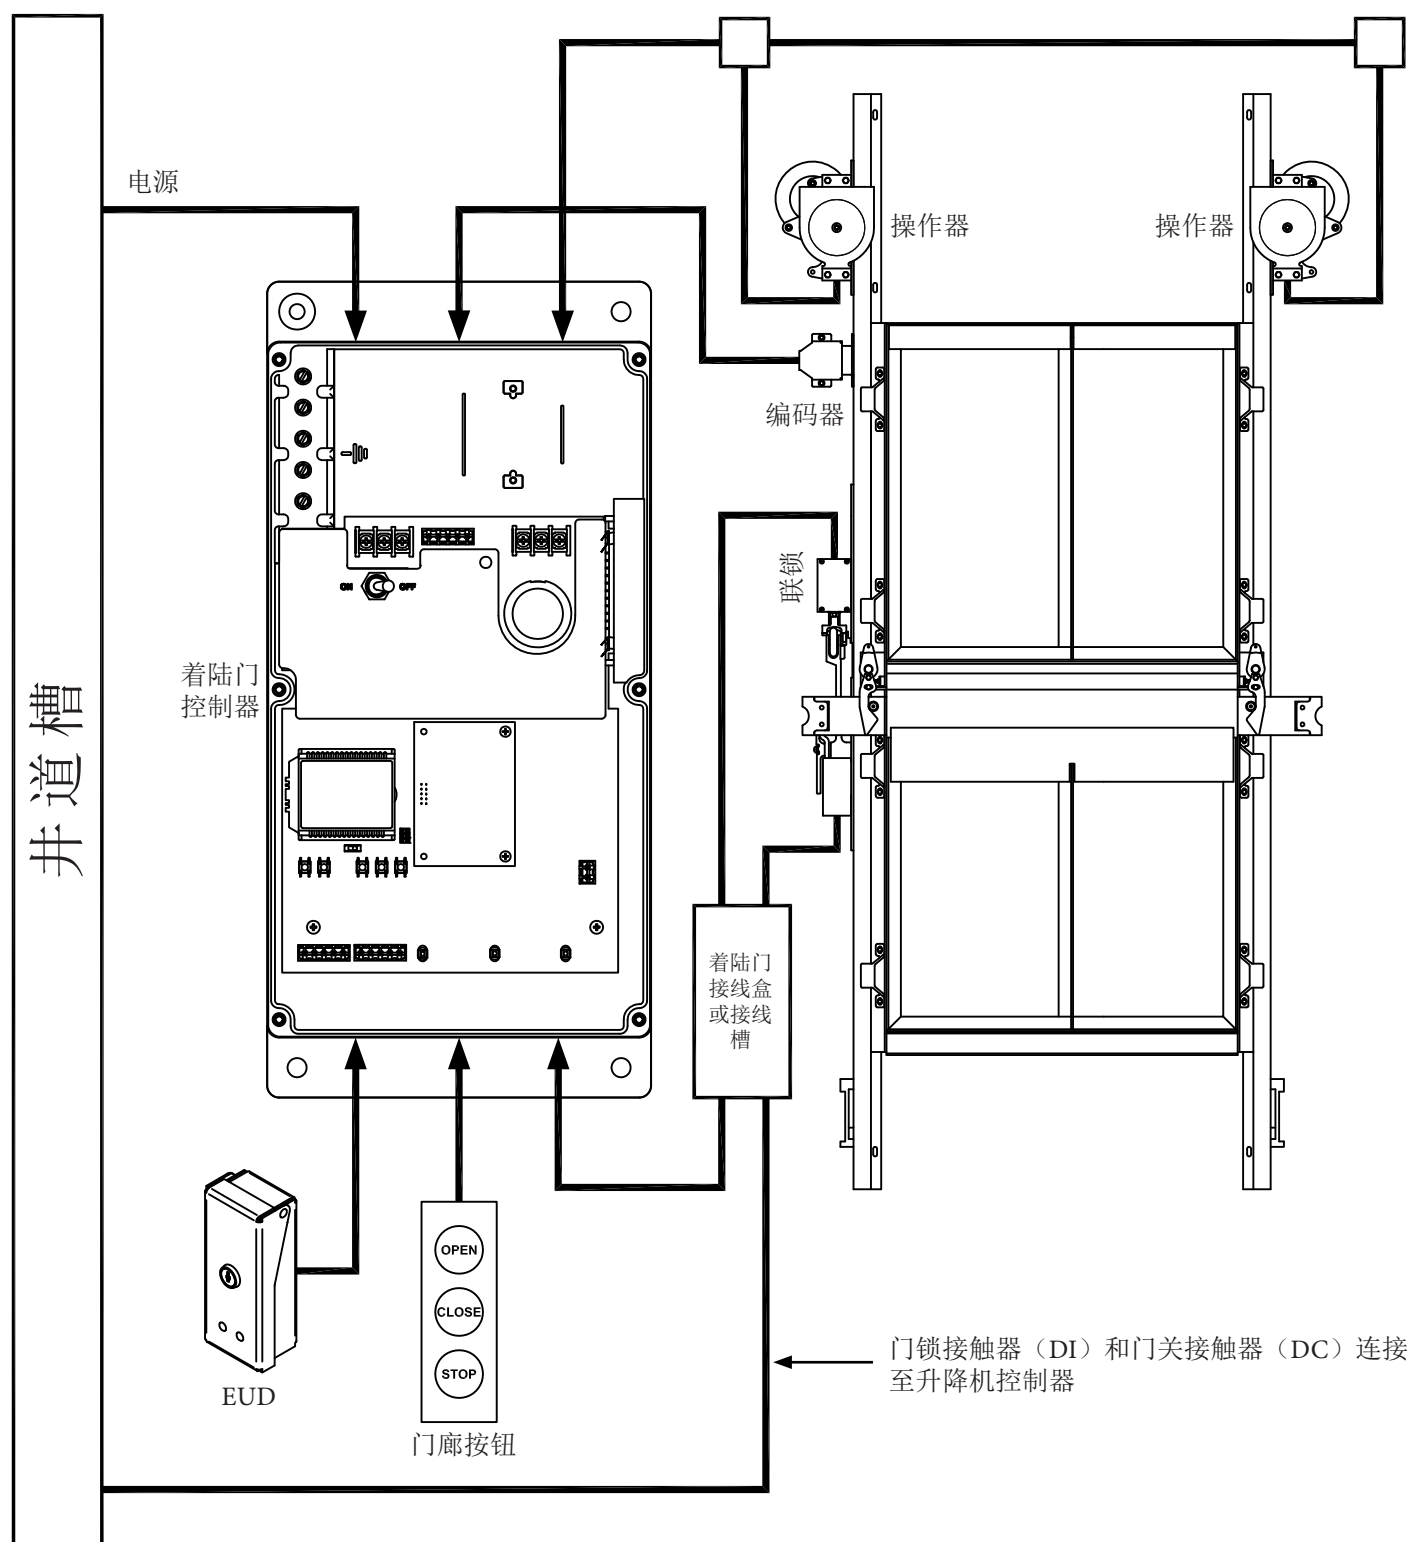 电源
操作器
操作器
编码器
ON
OFF
联锁
着陆门
控制器
井道槽
着陆门
接线盒
或接线
槽
OPEN
CLOSE
STOP
EUD
门廊按钮
门锁接触器（DI）和门关接触器（DC）连接
至升降机控制器